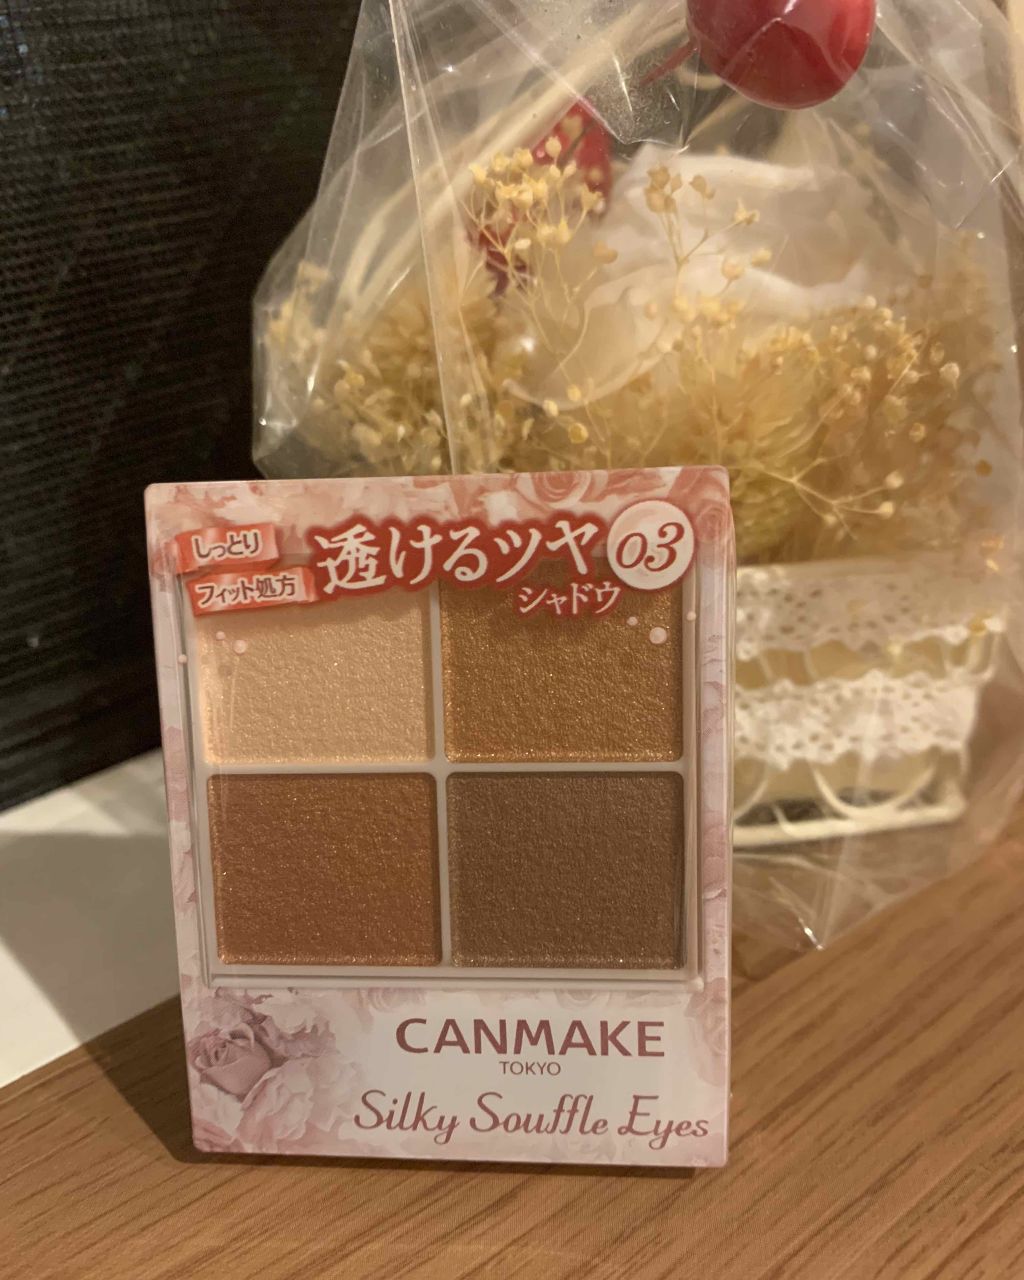 しっとり
フィット処方
透けるツヤ
シャドウ
03
CANMAKE
TOKYO
Silky Souffle Eyes